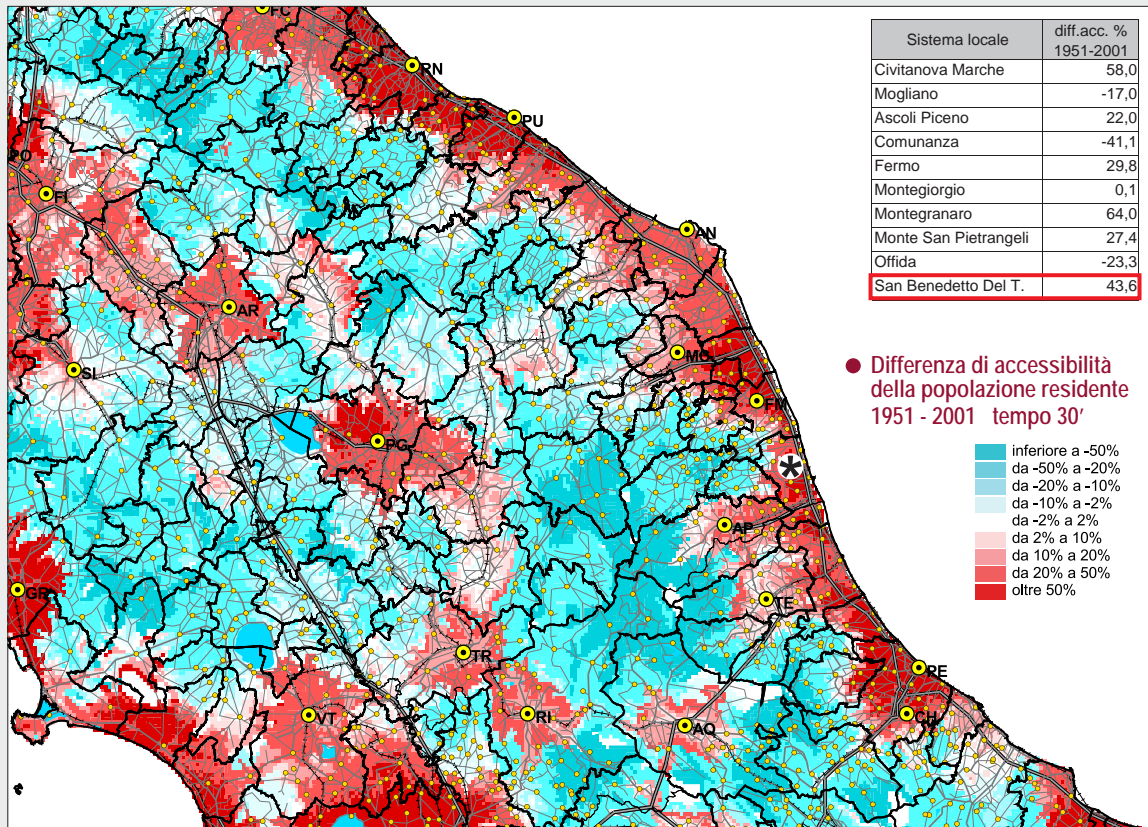 FC
RN
PU
PO
FI
AN
AR
MC
SI
PG
AP
GR
TE
TR
PE
VT
RI
AQ
CH
*
Sistema locale diff.acc. %
1951-2001
Civitanova Marche 58,0
Mogliano -17,0
Ascoli Piceno 22,0
Comunanza -41,1
Fermo 29,8
Montegiorgio 0,1
Montegranaro 64,0
Monte San Pietrangeli 27,4
Offida -23,3
San Benedetto Del T. 43,6
Differenza di accessibilità
della popolazione residente
1951 - 2001 tempo 30'
inferiore a -50%
da -50% a -20%
da -20% a -10%
da -10% a -2%
da -2% a 2%
da 2% a 10%
da 10% a 20%
da 20% a 50%
oltre 50%